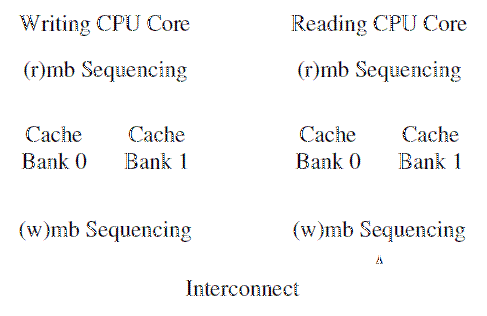 Writing CPU Core Reading CPU Core
(r)mb Sequencing (r)mb Sequencing
Cache Cache Cache Cache
Bank 0 Bank 1 Bank 0 Bank 1
(w)mb Sequencing (w)mb Sequencing
Interconnect